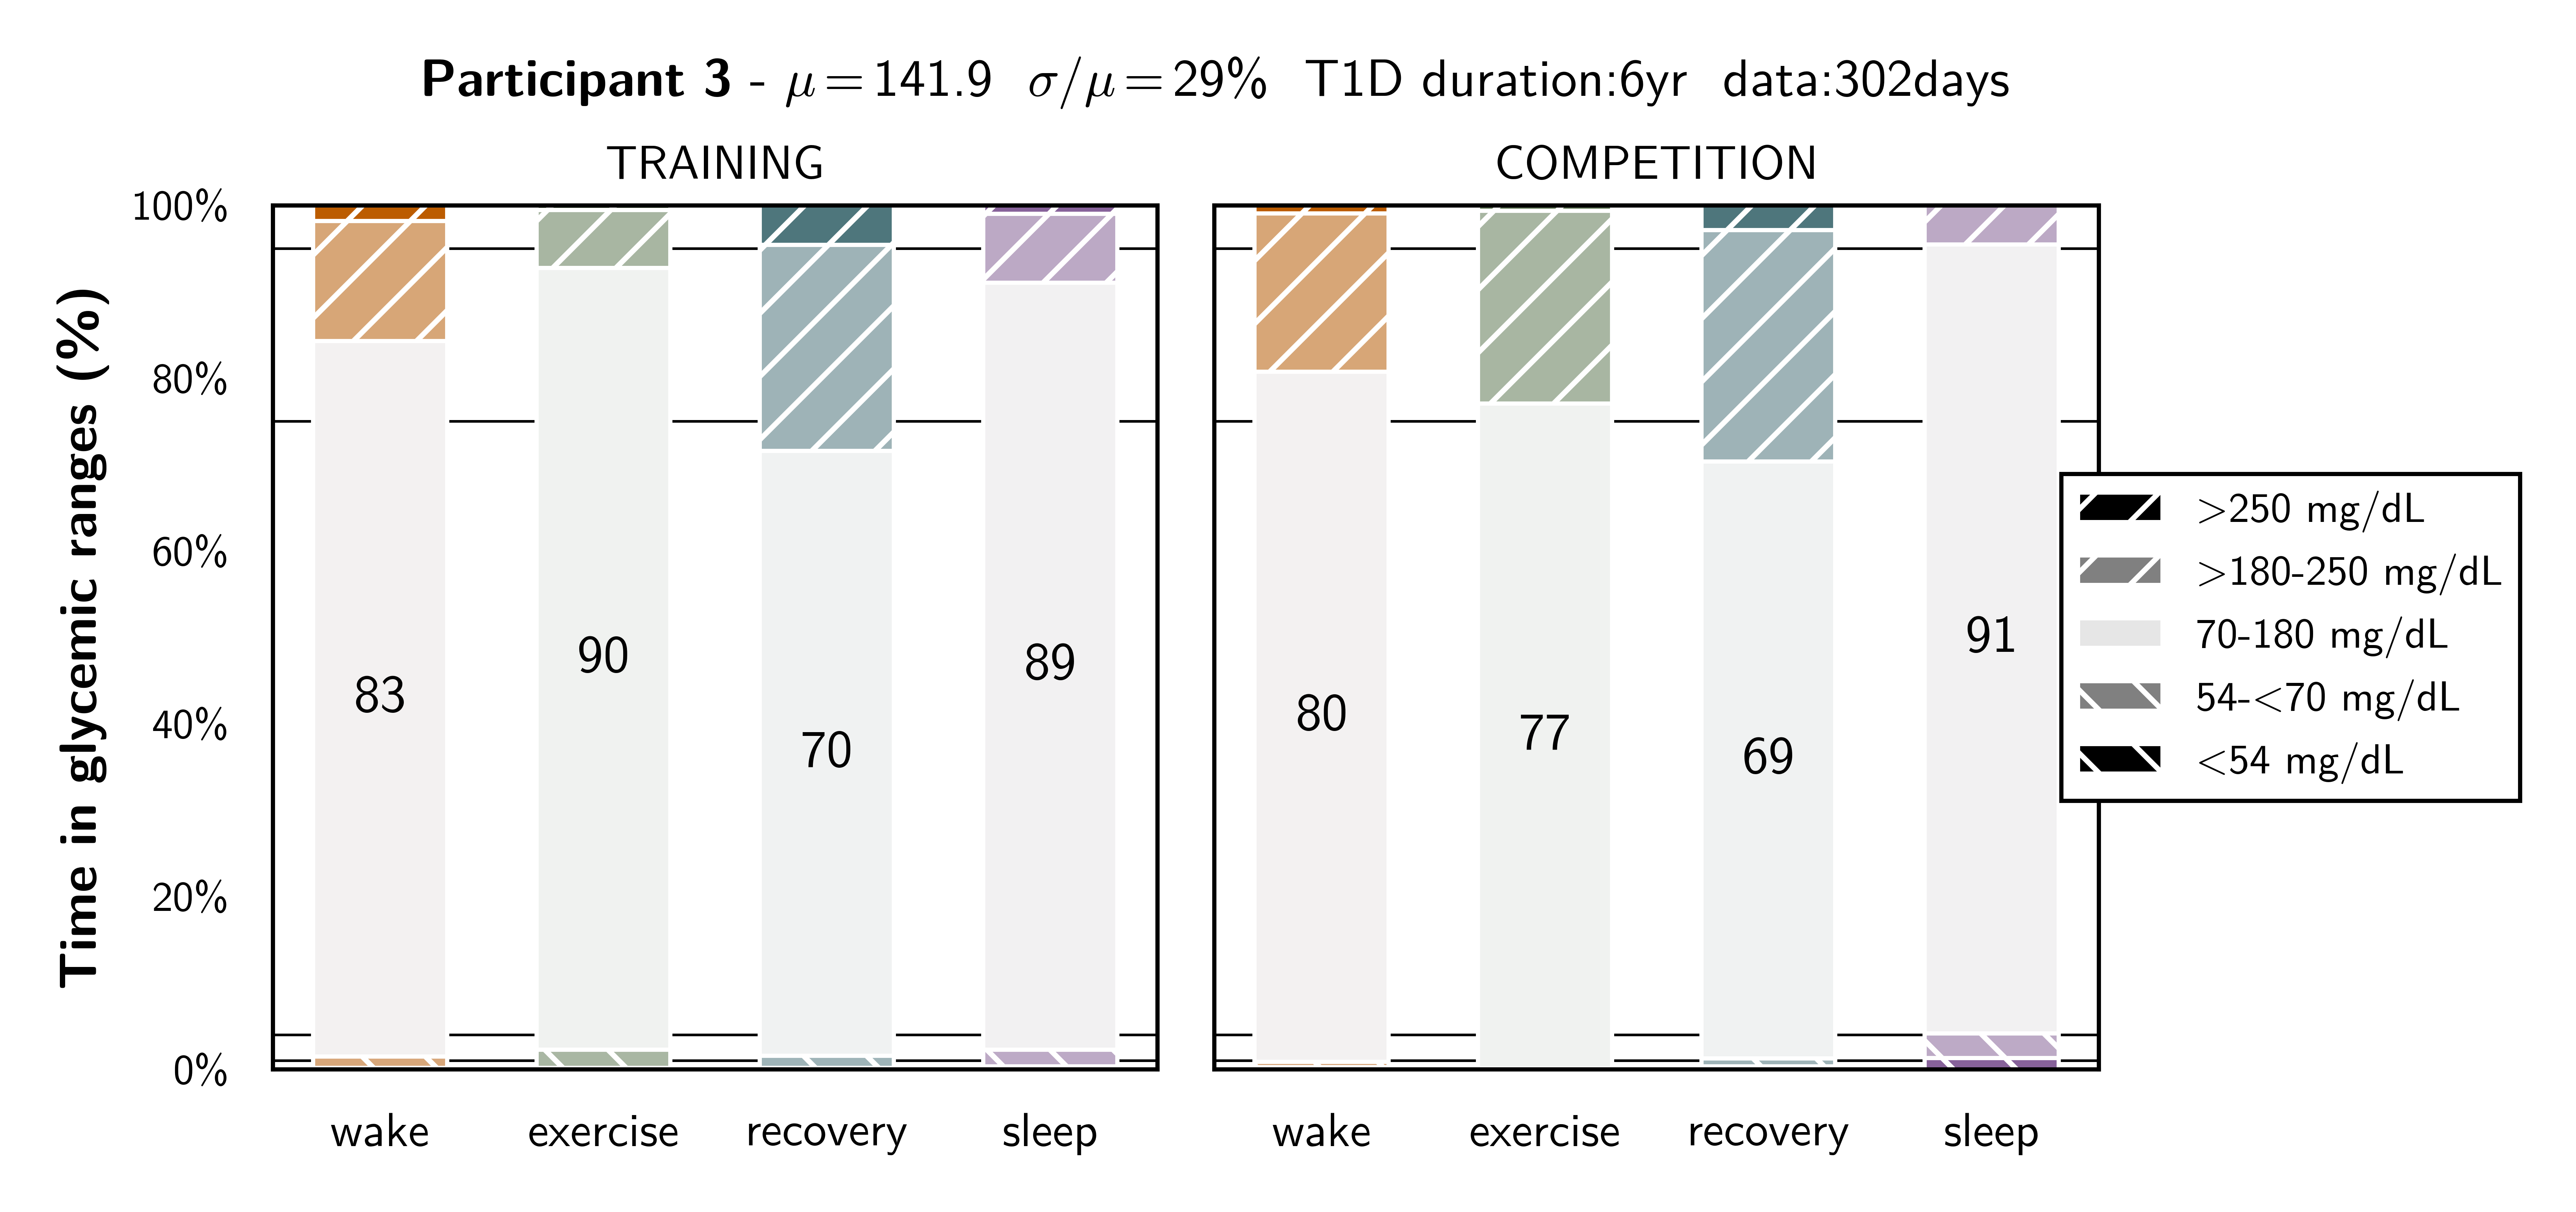 Participant 3 - μ = 141.9 σ/μ = 29% T1D duration:6yr data:302days
TRAINING
COMPETITION
Time in glycemic ranges (%)
100%
80%
60%
40%
20%
0%
83
90
70
89
80
77
69
91
wake
exercise
recovery
sleep
wake
exercise
recovery
sleep
>250 mg/dL
>180-250 mg/dL
70-180 mg/dL
54-<70 mg/dL
<54 mg/dL